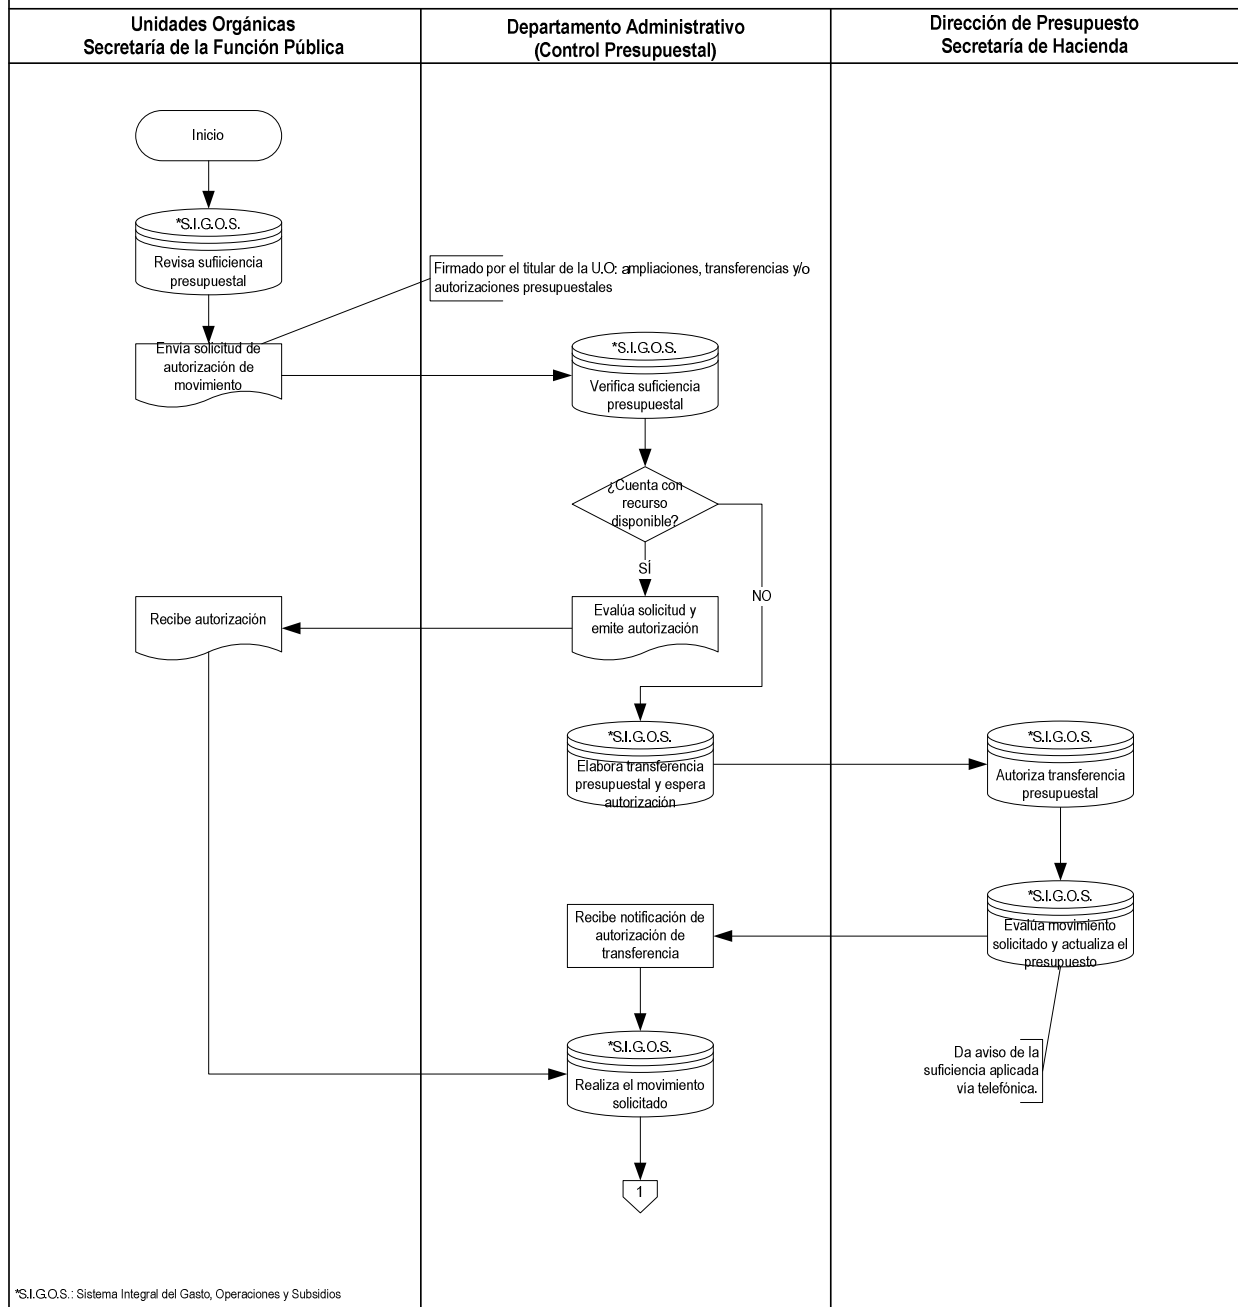 Unidades Orgánicas
Secretaría de la Función Pública
Departamento Administrativo
(Control Presupuestal)
Dirección de Presupuesto
Secretaría de Hacienda
Inicio
*S.I.G.O.S.
Revisa sufiiciencia
presupuestal
Firmado por el titular de la U.O: ampliaciones, transferencias y/o
autorizaciones presupuestales
Envía solicitud de
autorización de
movimiento
*S.I.G.O.S.
Verifica suficiencia
presupuestal
¿Cuenta con
recurso
disponible?
SÍ
NO
Recibe autorización
Evalúa solicitud y
emite autorización
*S.I.G.O.S.
Elabora transferencia
presupuestal y espera
autorización
*S.I.G.O.S.
Autoriza transferencia
presupuestal
*S.I.G.O.S.
Evalúa movimiento
solicitado y actualiza el
presupuesto
Recibe notificación de
autorización de
transferencia
*S.I.G.O.S.
Realiza el movimiento
solicitado
Da aviso de la
suficiencia aplicada
vía telefónica.
1
*S.I.G.O.S.: Sistema Integral del Gasto, Operaciones y Subsidios